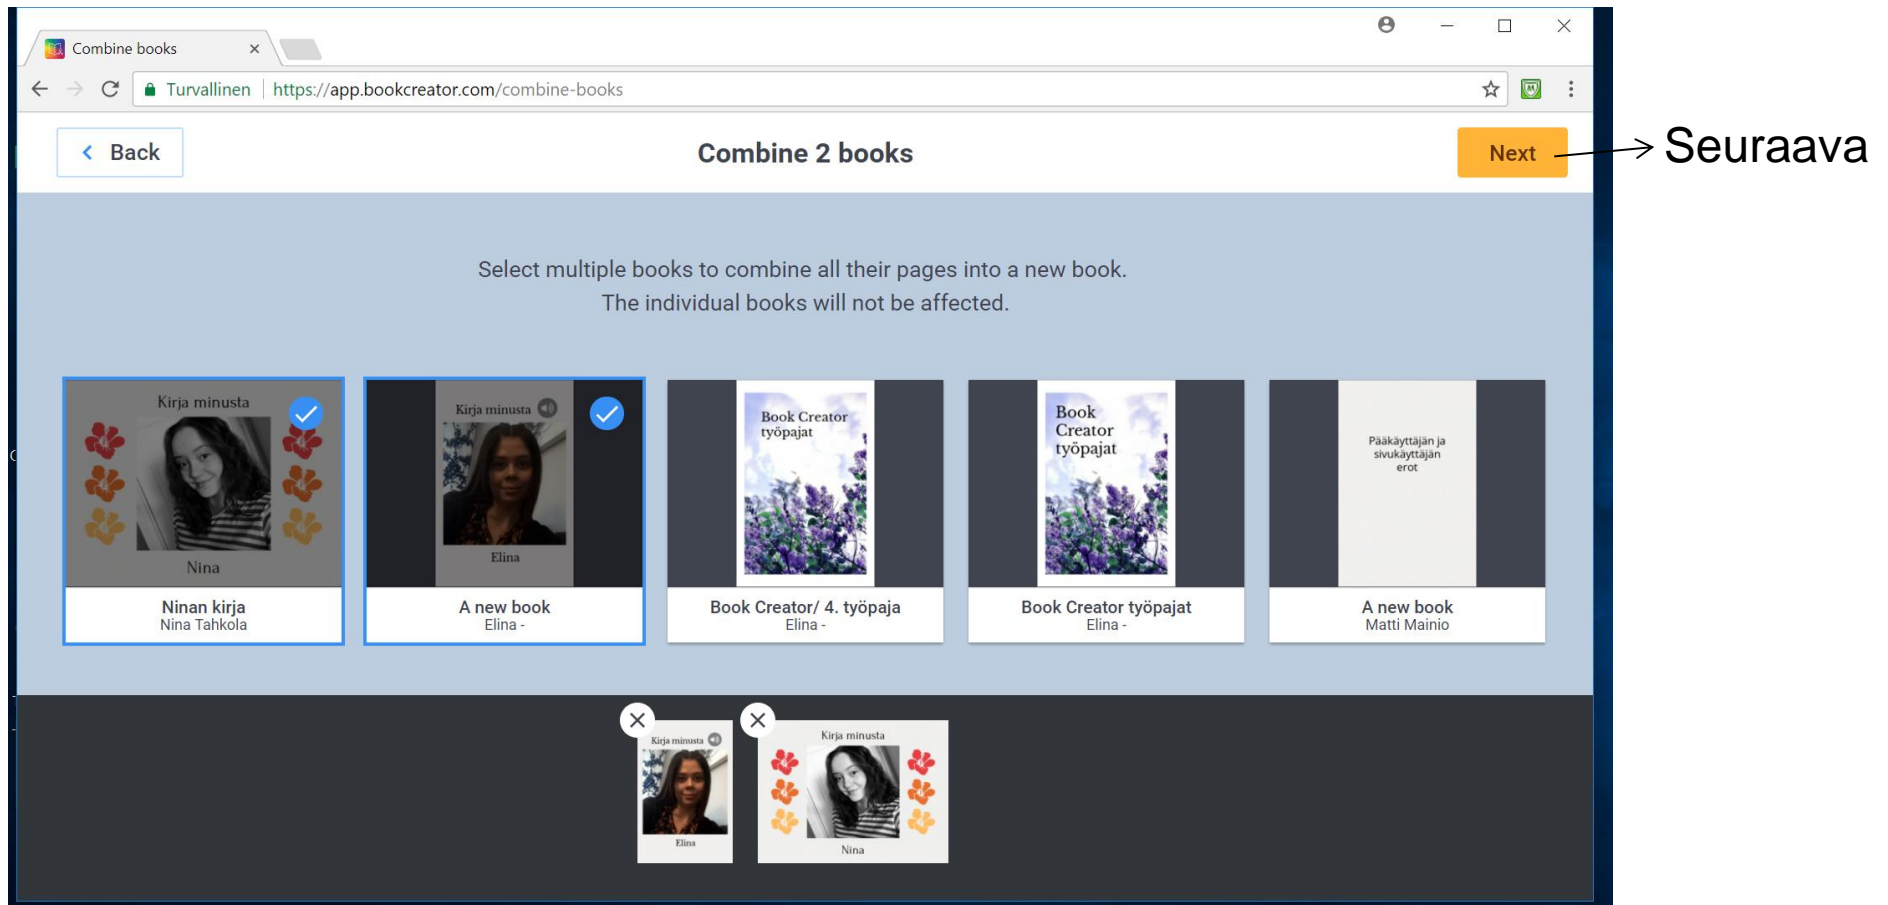 Combine books
Turvallinen
https://app.bookcreator.com/combine-books
Back
Combine 2 books
Next
Seuraava
Select multiple books to combine all their pages into a new book.
The individual books will not be affected.
Kirja minusta
Nina
Ninan kirja
Nina Tahkola
Kirja minusta
Elina
A new book
Elina -
Book Creator
työpajat
Book Creator/ 4. työpaja
Elina -
Book
Creator
työpajat
Book Creator työpajat
Elina -
Pääkäyttäjän ja
sivukäyttäjän
erot
A new book
Matti Mainio
Kirja minusta
Elina
Kirja minusta
Nina